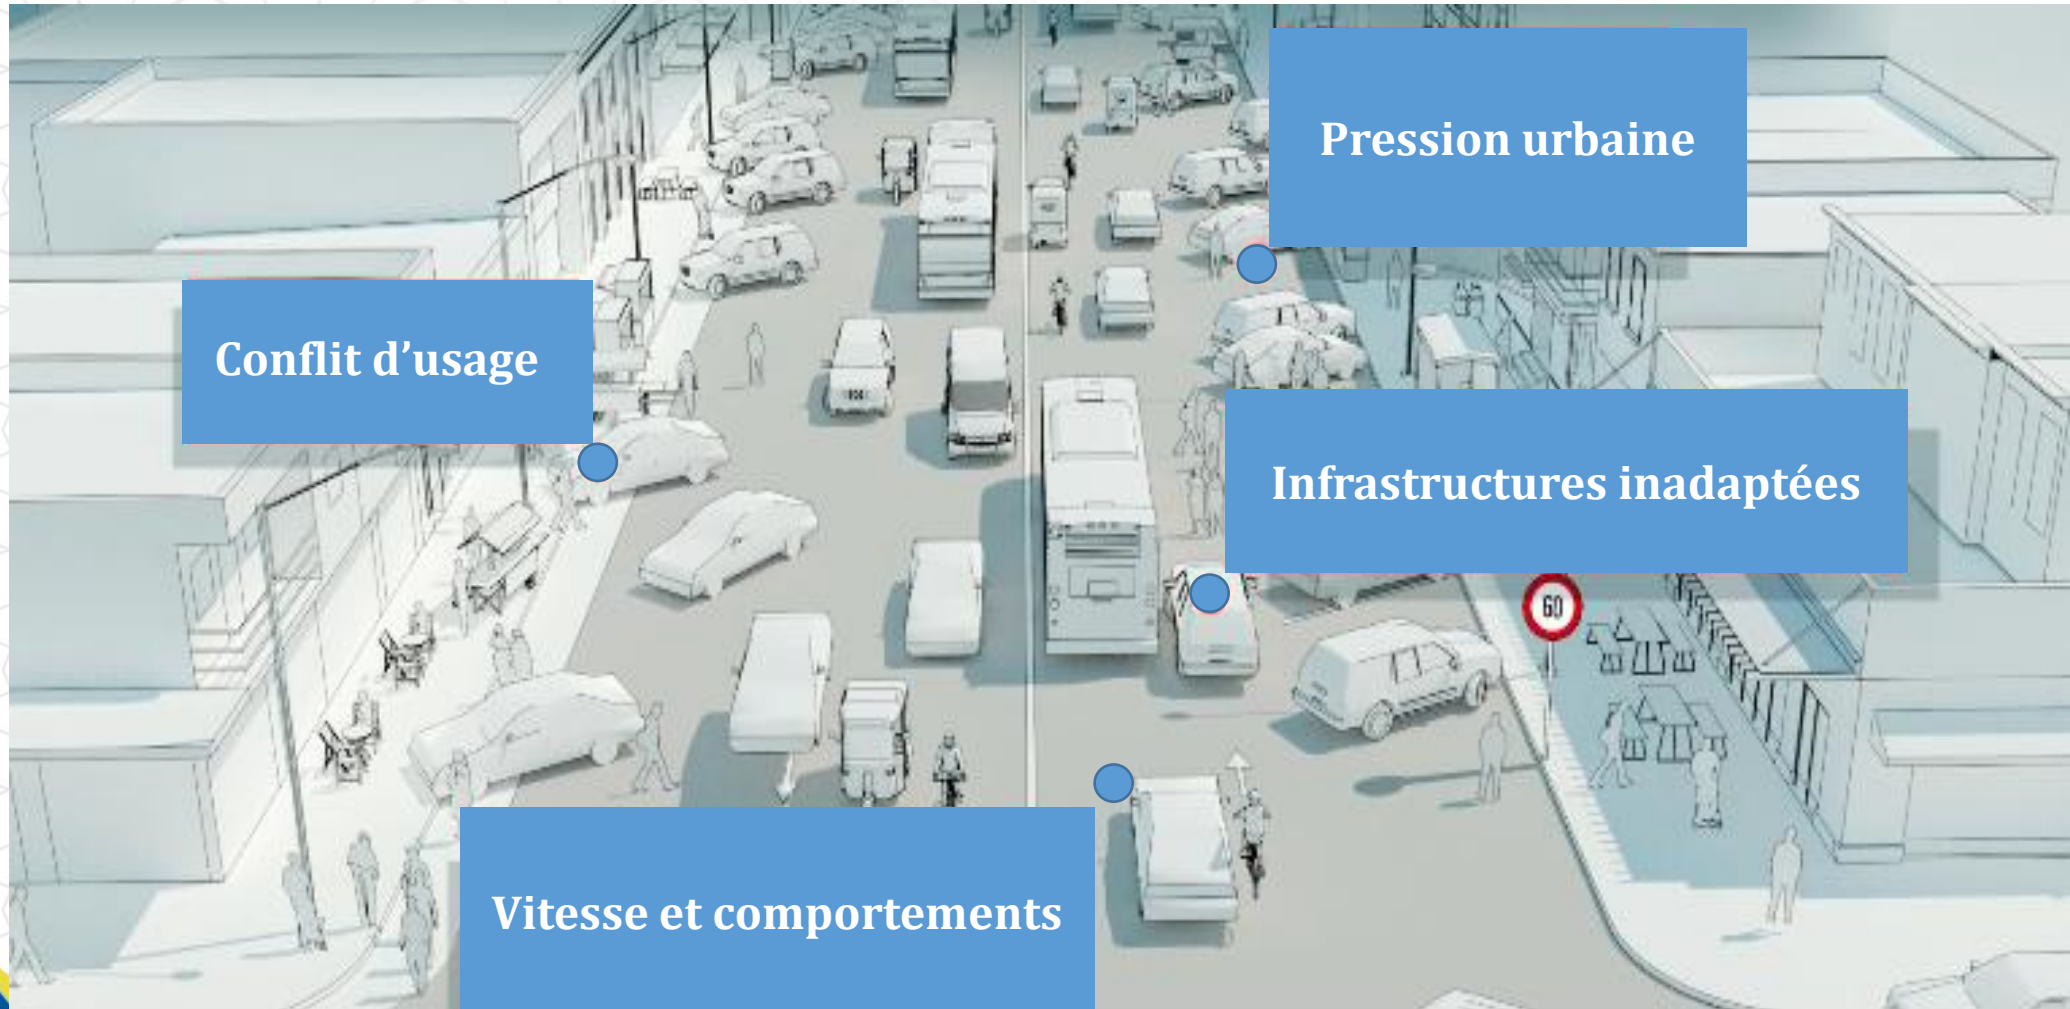 Pression urbaine
Conflit d’usage
Infrastructures inadaptées
60
Vitesse et comportements